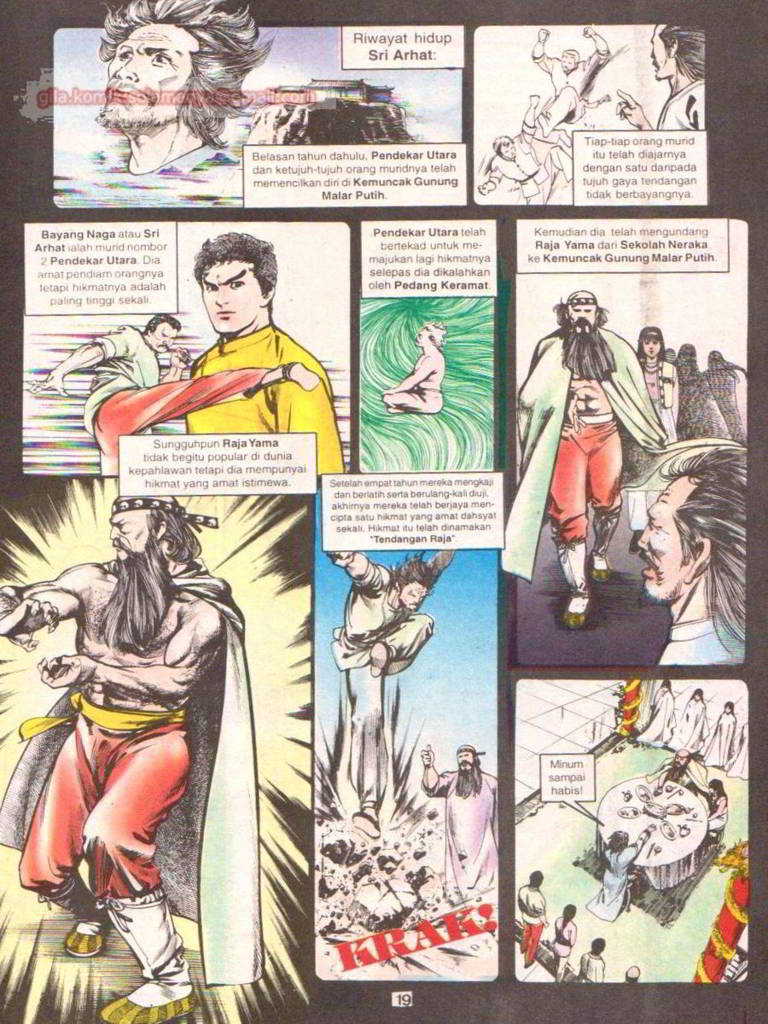 Riwayat hidup
Sri Arhat:
Belasan tahun dahulu, Pendekar Utara
dan ketujuh-tujuh orang muridnya telah
memencilkan diri di Kemuncak Gunung
Malar Putih.
Tiap-tiap orang murid
itu telah diajarnya
dengan satu daripada
tujuh gaya tendangan
tidak berbayangnya.
Bayang Naga atau Sri
Arhat ialah murid nombor
2 Pendekar Utara. Dia
amat pendiam orangnya
tetapi hikmatnya adalah
paling tinggi sekali.
Pendekar Utara telah
bertekad untuk me-
majukan lagi hikmatnya
selepas dia dikalahkan
oleh Pedang Keramat.
Kemudian dia telah mengundang
Raja Yama dari Sekolah Neraka
ke Kemuncak Gunung Malar Putih.
Sungguhpun Raja Yama
tidak begitu popular di dunia
kepahlawan tetapi dia mempunyai
hikmat yang amat istimewa.
Setelah empat tahun mereka mengkaji
dan berlatih serta berulang-kali diuji,
akhirnya mereka telah berjaya men-
cipta satu hikmat yang amat dahsyat
sekali. Hikmat itu telah dinamakan
"Tendangan Raja".
KRAK!
Minum
sampai
habis!
19